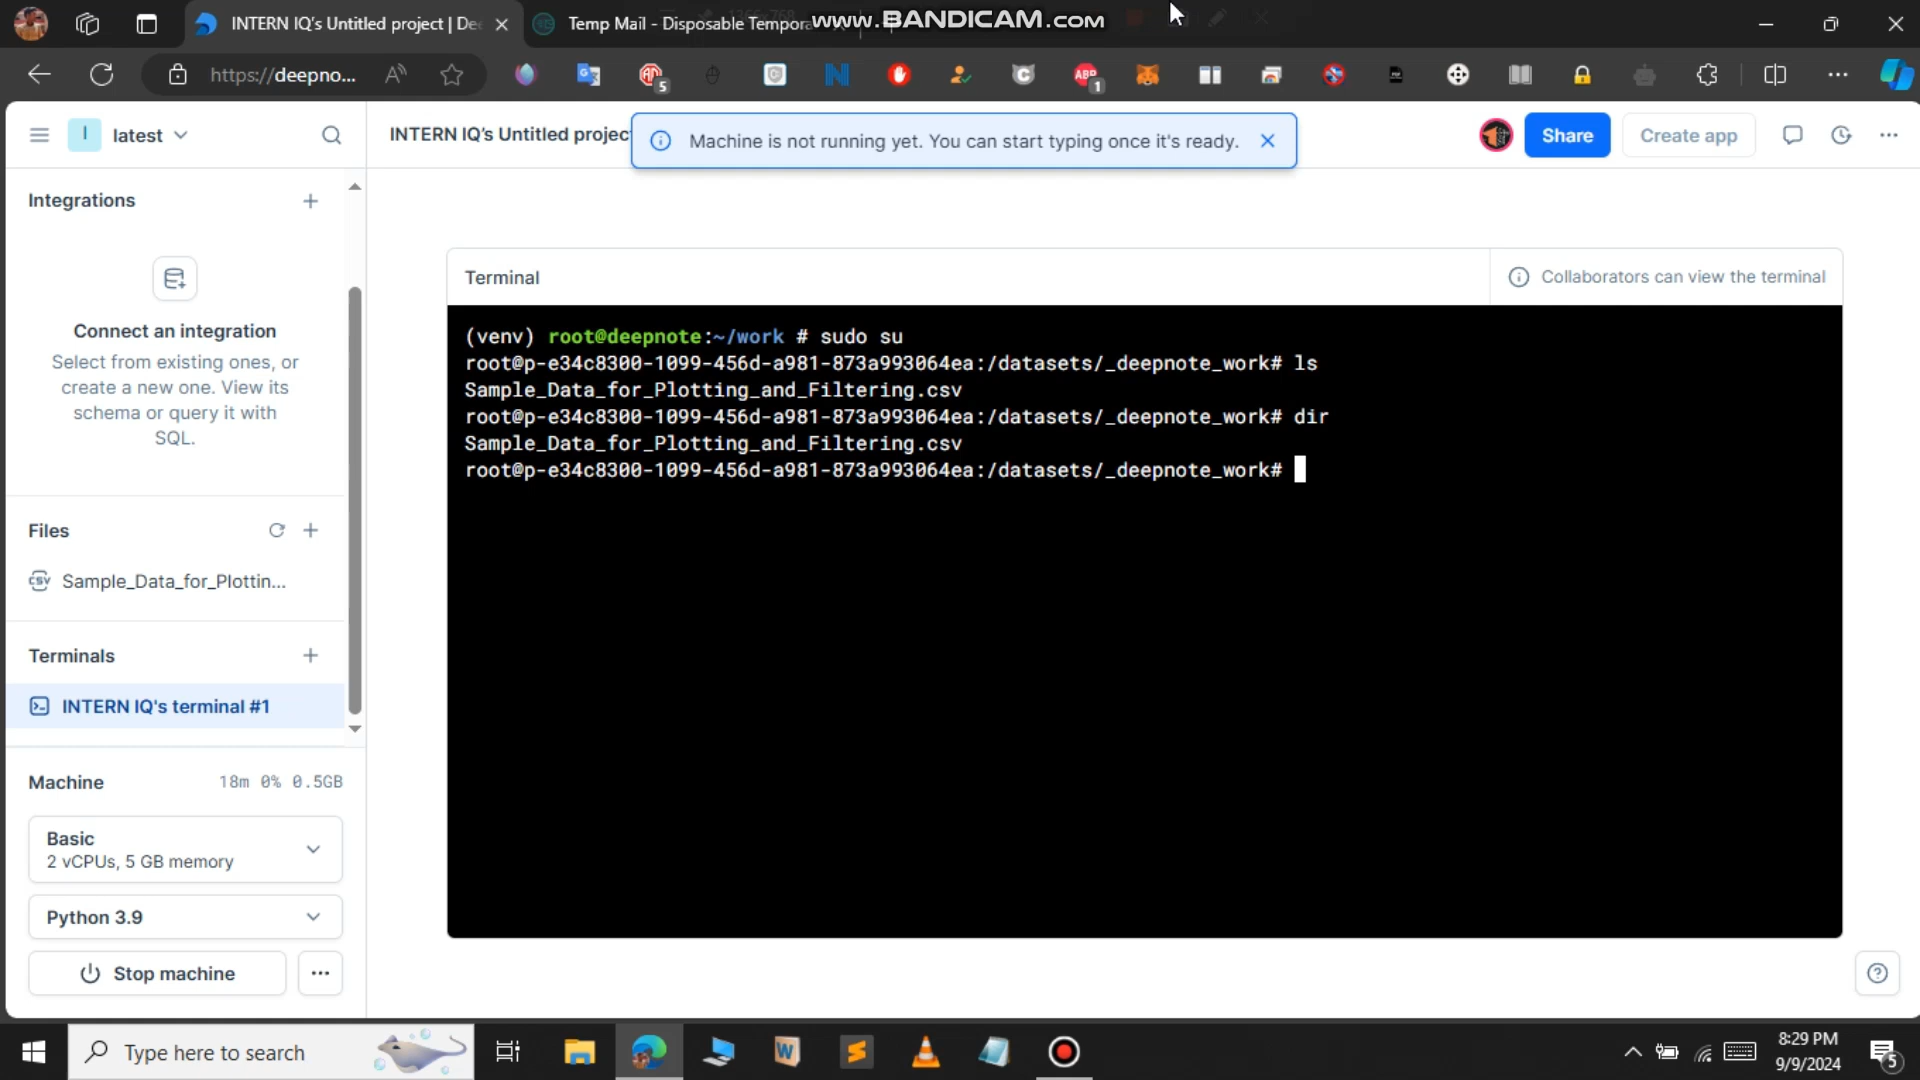 INTERN IQ's Untitled project | De
Temp Mail - Disposable Tempora
www.BANDICAM.com
https://deepno...
5
1
I
latest
INTERN IQ's Untitled projec
Machine is not running yet. You can start typing once it's ready.
Share
Create app
Integrations
Connect an integration
Select from existing ones, or
create a new one. View its
schema or query it with
SQL.
Files
CSV
Sample_Data_for_Plottin...
Terminals
INTERN IQ's terminal #1
Machine
18m 0% 0.5GB
Basic
2 vCPUs, 5 GB memory
Python 3.9
Stop machine
Terminal
Collaborators can view the terminal
(venv) root@deepnote:~/work # sudo su
root@p-e34c8300-1099-456d-a981-873a993064ea:/datasets/_deepnote_work# ls
Sample_Data_for_Plotting_and_Filtering.csv
root@p-e34c8300-1099-456d-a981-873a993064ea:/datasets/_deepnote_work# dir
Sample_Data_for_Plotting_and_Filtering.csv
root@p-e34c8300-1099-456d-a981-873a993064ea:/datasets/_deepnote_work#
Type here to search
8:29 PM
9/9/2024
5